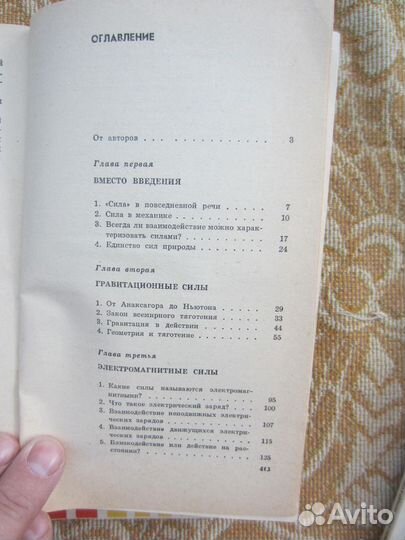 ОГЛАВЛЕНИЕ
От авторов . . . . . . . . . . . . . 3
Глава первая
ВМЕСТО ВВЕДЕНИЯ
1. «Сила» в повседневной речи . . . . . 7
2. Сила в механике . . . . . . . . . . 10
3. Всегда ли взаимодействие можно харак-
теризовать силами? . . . . . . . . . 17
4. Единство сил природы . . . . . . . 24
Глава вторая
ГРАВИТАЦИОННЫЕ СИЛЫ
1. От Анаксагора до Ньютона . . . . . 29
2. Закон всемирного тяготения . . . . . 33
3. Гравитация в действии . . . . . . . 44
4. Геометрия и тяготение . . . . . . . 55
Глава третья
ЭЛЕКТРОМАГНИТНЫЕ СИЛЫ
1. Какие силы называются электромаг-
нитными? . . . . . . . . . . . . . 95
2. Что такое электрический заряд? . . . 100
3. Взаимодействие неподвижных электри-
ческих зарядов . . . . . . . . . . 107
4. Взаимодействие движущихся электри-
ческих зарядов . . . . . . . . . . 115
5. Взаимодействие или действие на рас-
стоянии? . . . . . . . . . . . . . 125
413
Avito